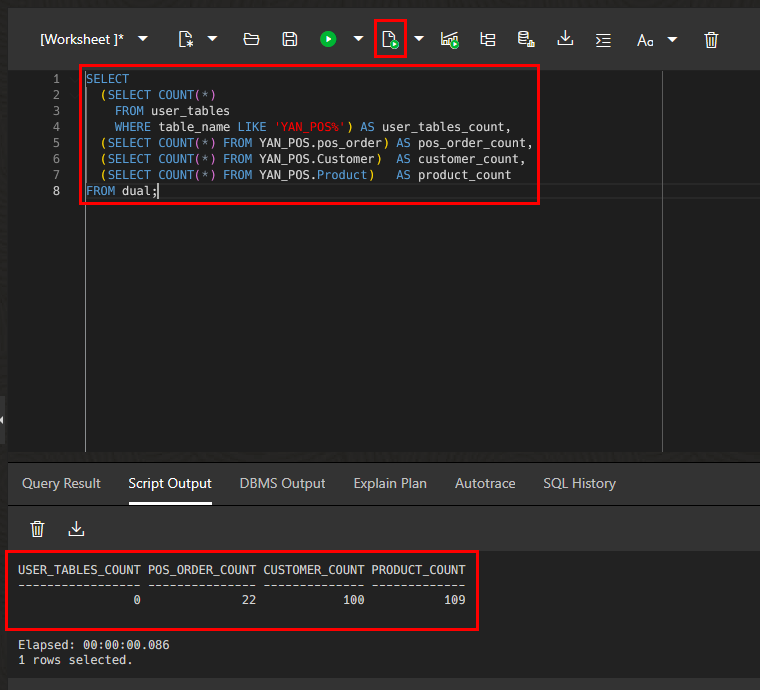 [Worksheet ]*
Aa
1 SELECT
2 (SELECT COUNT(*)
3 FROM user_tables
4 WHERE table_name LIKE 'YAN_POS%') AS user_tables_count,
5 (SELECT COUNT(*) FROM YAN_POS.pos_order) AS pos_order_count,
6 (SELECT COUNT(*) FROM YAN_POS.Customer) AS customer_count,
7 (SELECT COUNT(*) FROM YAN_POS.Product) AS product_count
8 FROM dual;
Query Result Script Output DBMS Output Explain Plan Autotrace SQL History
USER_TABLES_COUNT POS_ORDER_COUNT CUSTOMER_COUNT PRODUCT_COUNT
----------------- --------------- -------------- -------------
0 22 100 109
Elapsed: 00:00:00.086
1 rows selected.